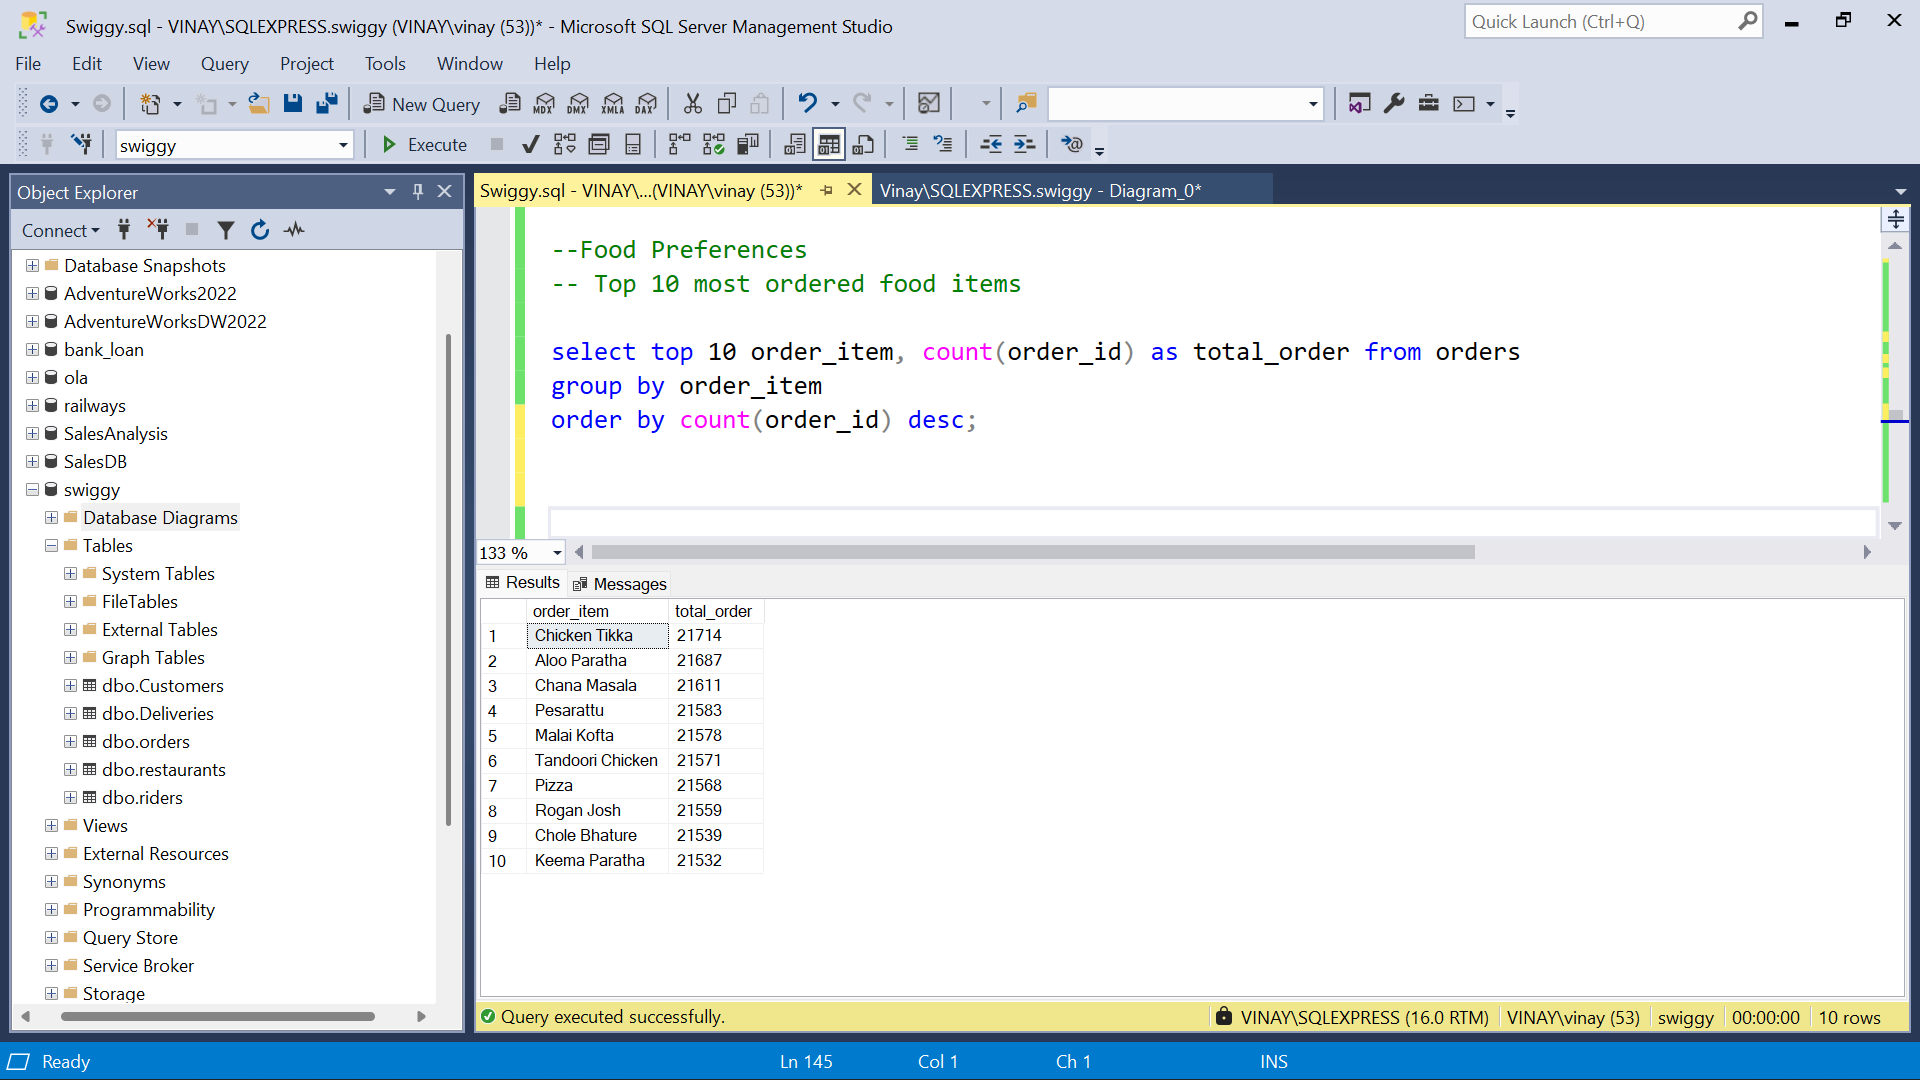 Swiggy.sql - VINAY\SQLEXPRESS.swiggy (VINAY\vinay (53))* - Microsoft SQL Server Management Studio
Quick Launch (Ctrl+Q)
File Edit View Query Project Tools Window Help
New Query MDX DMX XMLA DAX
swiggy Execute
Object Explorer
Connect
Database Snapshots
AdventureWorks2022
AdventureWorksDW2022
bank_loan
ola
railways
SalesAnalysis
SalesDB
swiggy
Database Diagrams
Tables
System Tables
FileTables
External Tables
Graph Tables
dbo.Customers
dbo.Deliveries
dbo.orders
dbo.restaurants
dbo.riders
Views
External Resources
Synonyms
Programmability
Query Store
Service Broker
Storage
Swiggy.sql - VINAY\...(VINAY\vinay (53))* Vinay\SQLEXPRESS.swiggy - Diagram_0*
--Food Preferences
-- Top 10 most ordered food items
select top 10 order_item, count(order_id) as total_order from orders
group by order_item
order by count(order_id) desc;
133 %
Results Messages
order_item total_order
1 Chicken Tikka 21714
2 Aloo Paratha 21687
3 Chana Masala 21611
4 Pesarattu 21583
5 Malai Kofta 21578
6 Tandoori Chicken 21571
7 Pizza 21568
8 Rogan Josh 21559
9 Chole Bhature 21539
10 Keema Paratha 21532
Query executed successfully. VINAY\SQLEXPRESS (16.0 RTM) VINAY\vinay (53) swiggy 00:00:00 10 rows
Ready Ln 145 Col 1 Ch 1 INS